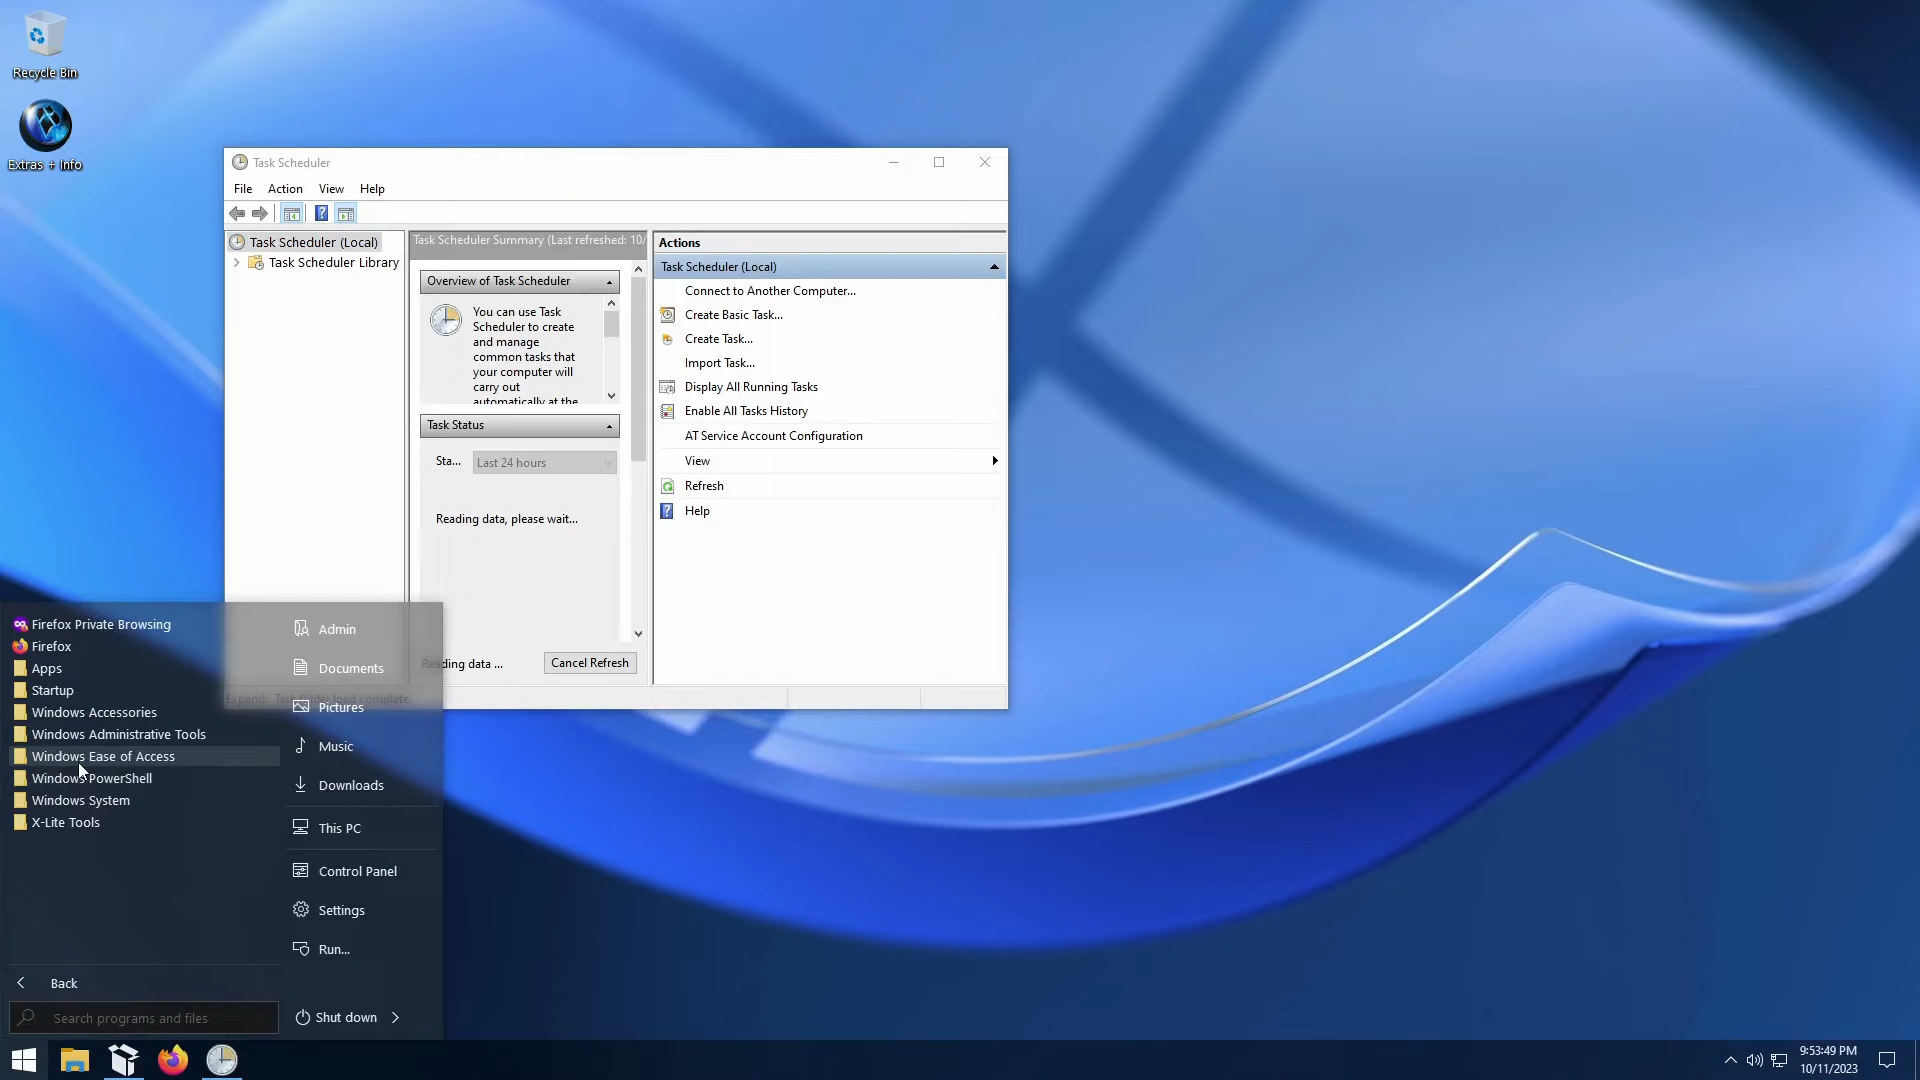 Recycle Bin
Extras + Info
Task Scheduler
File Action View Help
Task Scheduler (Local)
Task Scheduler Library
Task Scheduler Summary (Last refreshed: 10/
Overview of Task Scheduler
You can use Task
Scheduler to create
and manage
common tasks that
your computer will
carry out
automatically at the
Task Status
Sta...
Last 24 hours
Reading data, please wait...
Reading data ...
Cancel Refresh
Actions
Task Scheduler (Local)
Connect to Another Computer...
Create Basic Task...
Create Task...
Import Task...
Display All Running Tasks
Enable All Tasks History
AT Service Account Configuration
View
Refresh
Help
Expand: Task folder load complete.
Firefox Private Browsing
Firefox
Apps
Startup
Windows Accessories
Windows Administrative Tools
Windows Ease of Access
Windows PowerShell
Windows System
X-Lite Tools
Back
Search programs and files
Admin
Documents
Pictures
Music
Downloads
This PC
Control Panel
Settings
Run...
Shut down
9:53:49 PM
10/11/2023